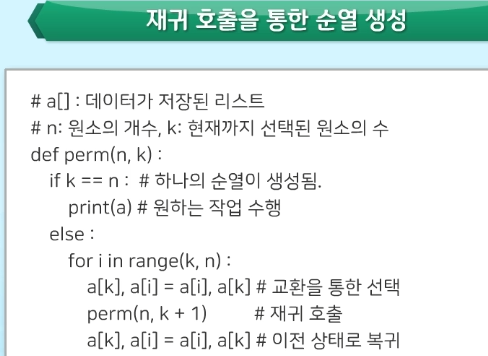 재귀 호출을 통한 순열 생성
# a[] : 데이터가 저장된 리스트
# n: 원소의 개수, k: 현재까지 선택된 원소의 수
def perm(n, k) :
    if k == n :  # 하나의 순열이 생성됨.
        print(a) # 원하는 작업 수행
    else :
        for i in range(k, n) :
            a[k], a[i] = a[i], a[k] # 교환을 통한 선택
            perm(n, k + 1)        # 재귀 호출
            a[k], a[i] = a[i], a[k] # 이전 상태로 복귀